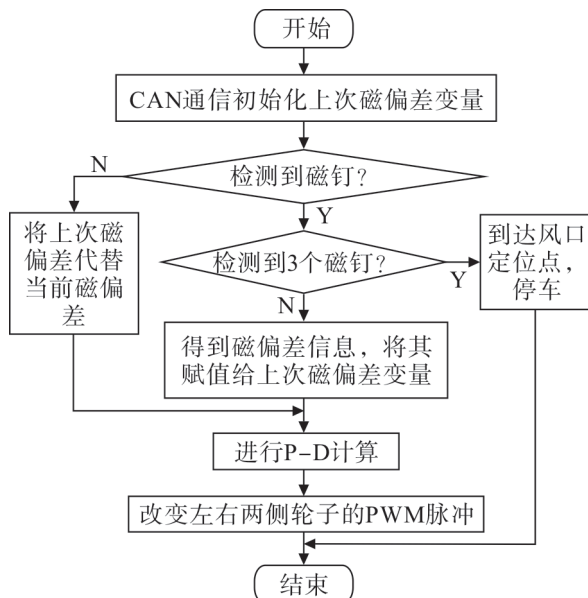 开始
CAN通信初始化上次磁偏差变量
检测到磁钉？
N
Y
将上次磁
偏差代替
当前磁偏
差
检测到3个磁钉？
Y
N
到达风口
定位点，
停车
得到磁偏差信息，将其
赋值给上次磁偏差变量
进行P-D计算
改变左右两侧轮子的PWM脉冲
结束